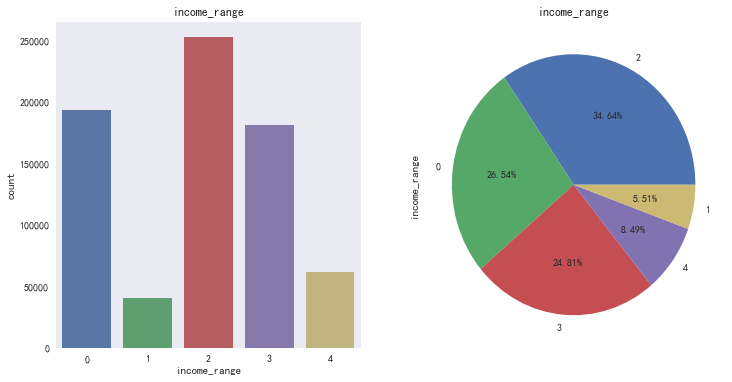 income_range
250000
200000
150000
100000
50000
0
count
0 1 2 3 4
income_range
income_range
income_range
2
34.64%
0
26.54%
3
24.81%
4
8.49%
1
5.51%